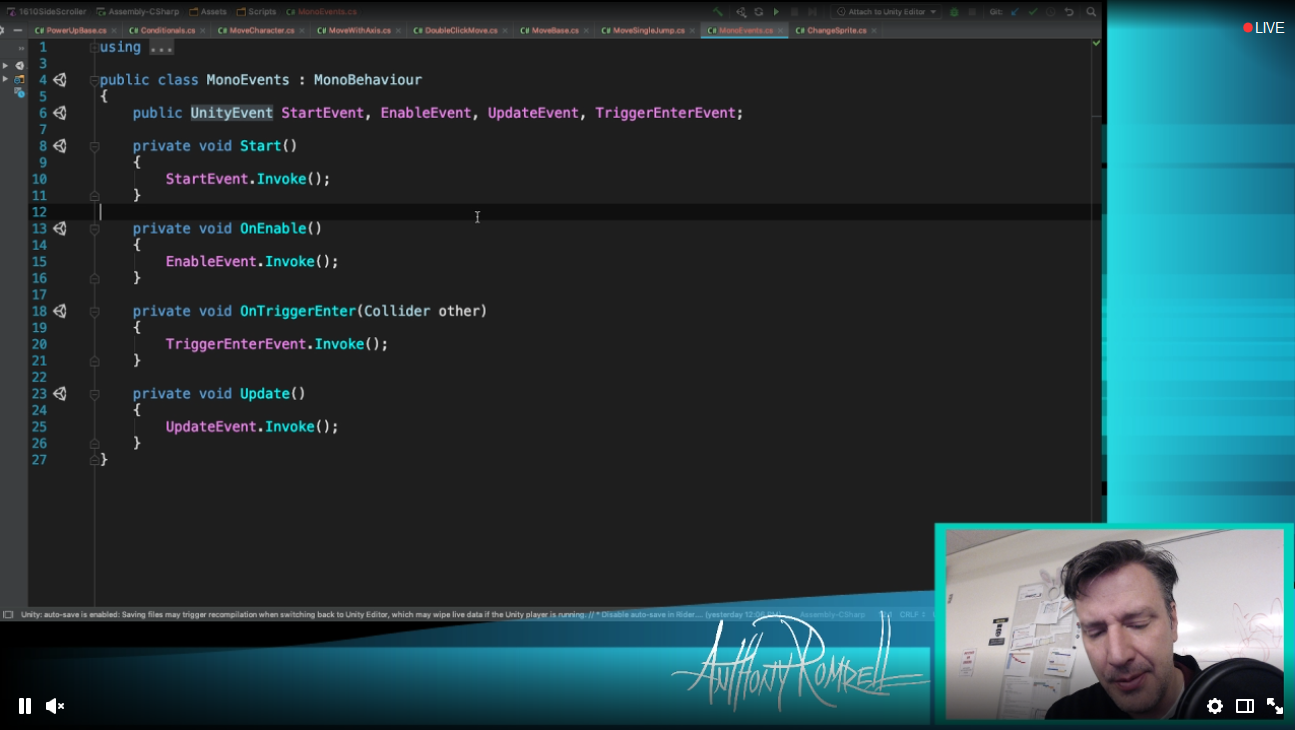 1610SideScroller Assembly-CSharp Assets Scripts MonoEvents.cs Attach to Unity Editor Git:
LIVE
PowerUpBase.cs Conditionals.cs MoveCharacter.cs MoveWithAxis.cs DoubleClickMove.cs MoveBase.cs MoveSingleJump.cs MonoEvents.cs ChangeSprite.cs
1 using ...
3
4 public class MonoEvents : MonoBehaviour
5 {
6 public UnityEvent StartEvent, EnableEvent, UpdateEvent, TriggerEnterEvent;
7
8 private void Start()
9 {
10 StartEvent.Invoke();
11 }
12
13 private void OnEnable()
14 {
15 EnableEvent.Invoke();
16 }
17
18 private void OnTriggerEnter(Collider other)
19 {
20 TriggerEnterEvent.Invoke();
21 }
22
23 private void Update()
24 {
25 UpdateEvent.Invoke();
26 }
27 }
Unity: auto-save is enabled: Saving files may trigger recompilation when switching back to Unity Editor, which may wipe live data if the Unity player is running. // * Disable auto-save in Rider... (yesterday 12:06 PM) Assembly-CSharp CRLF
Anthony Romrell